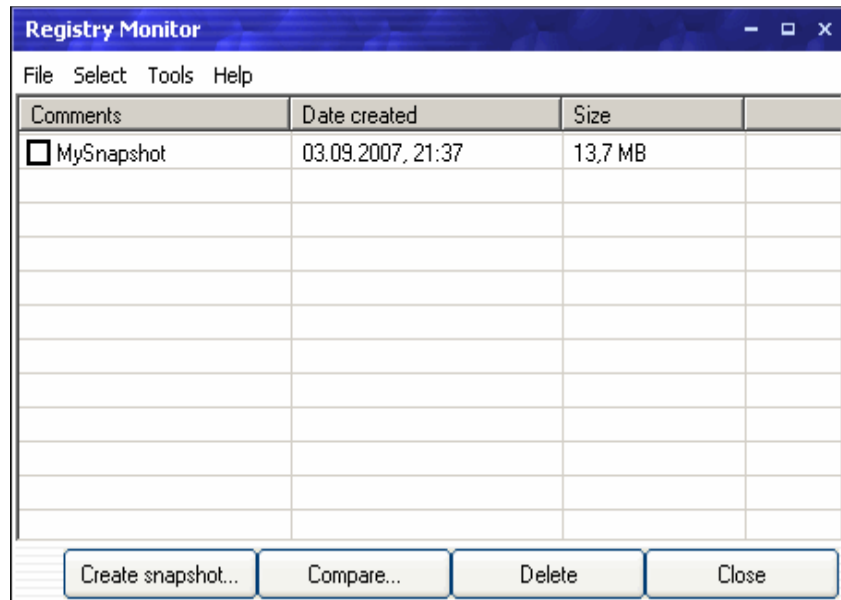 Registry Monitor
File Select Tools Help
Comments Date created Size
MySnapshot 03.09.2007, 21:37 13,7 MB
Create snapshot... Compare... Delete Close